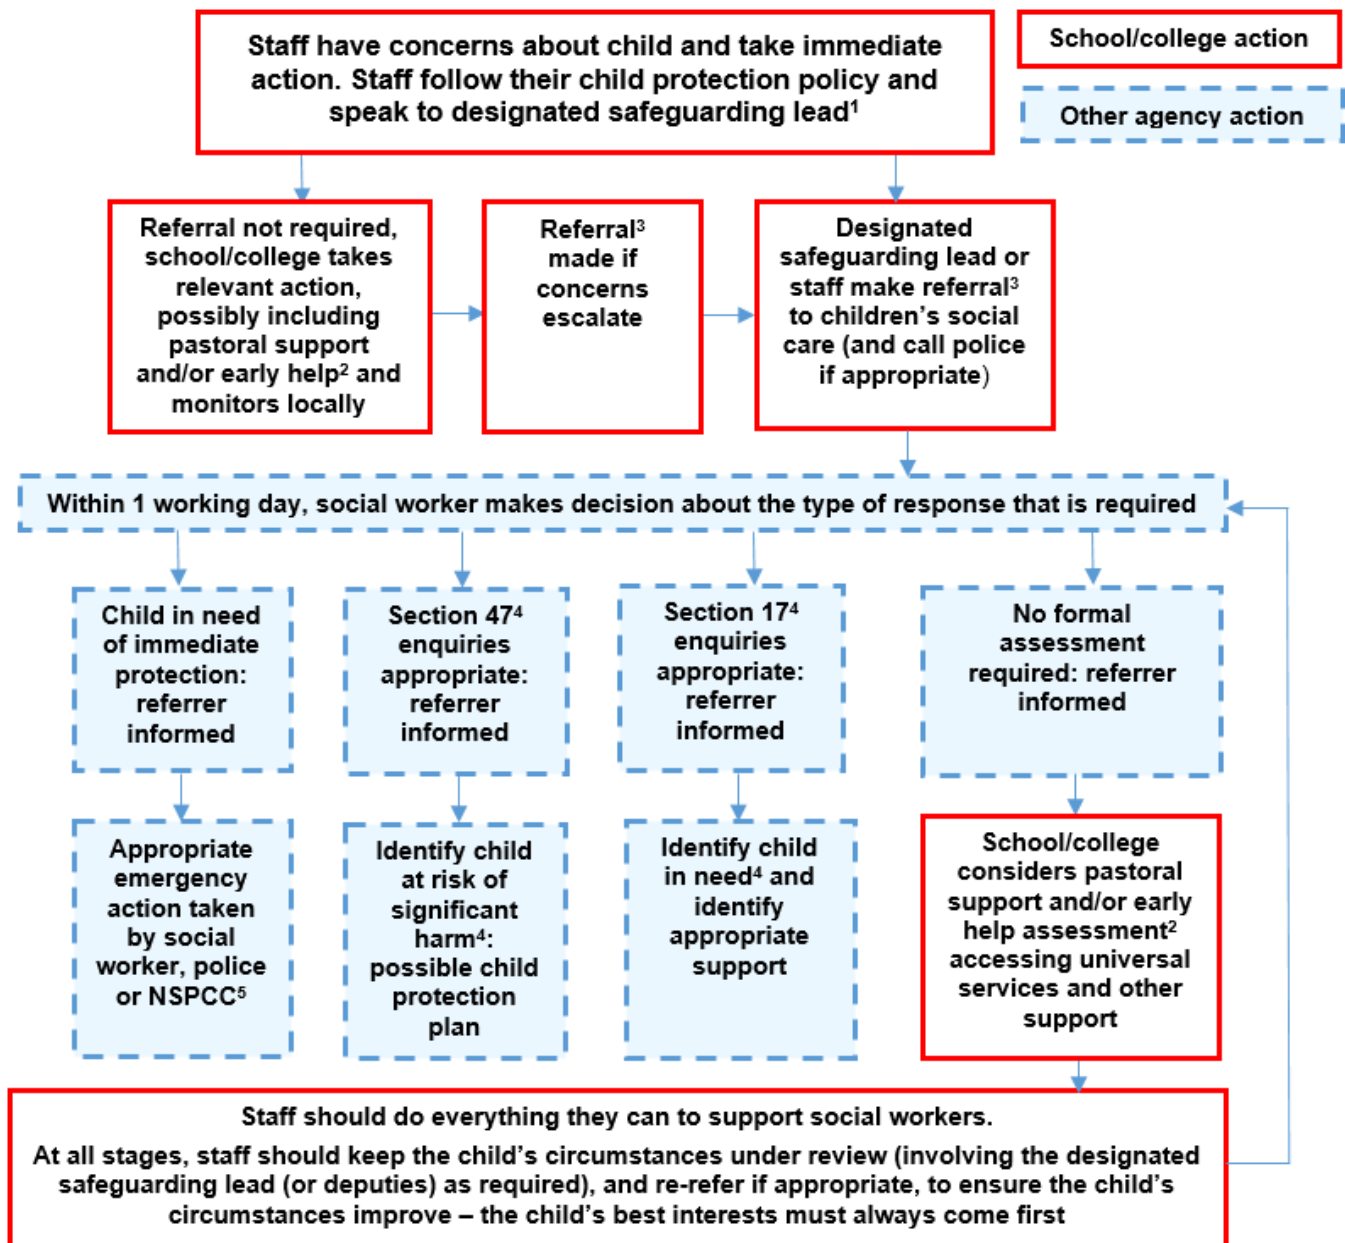 Staff have concerns about child and take immediate
action. Staff follow their child protection policy and
speak to designated safeguarding lead¹
School/college action
Other agency action
Referral not required,
school/college takes
relevant action,
possibly including
pastoral support
and/or early help² and
monitors locally
Referral³
made if
concerns
escalate
Designated
safeguarding lead or
staff make referral³
to children’s social
care (and call police
if appropriate)
Within 1 working day, social worker makes decision about the type of response that is required
Child in need
of immediate
protection:
referrer
informed
Section 47⁴
enquiries
appropriate:
referrer
informed
Section 17⁴
enquiries
appropriate:
referrer
informed
No formal
assessment
required: referrer
informed
Appropriate
emergency
action taken
by social
worker, police
or NSPCC⁵
Identify child
at risk of
significant
harm⁴:
possible child
protection
plan
Identify child
in need⁴ and
identify
appropriate
support
School/college
considers pastoral
support and/or early
help assessment²
accessing universal
services and other
support
Staff should do everything they can to support social workers.
At all stages, staff should keep the child’s circumstances under review (involving the designated
safeguarding lead (or deputies) as required), and re-refer if appropriate, to ensure the child’s
circumstances improve – the child’s best interests must always come first